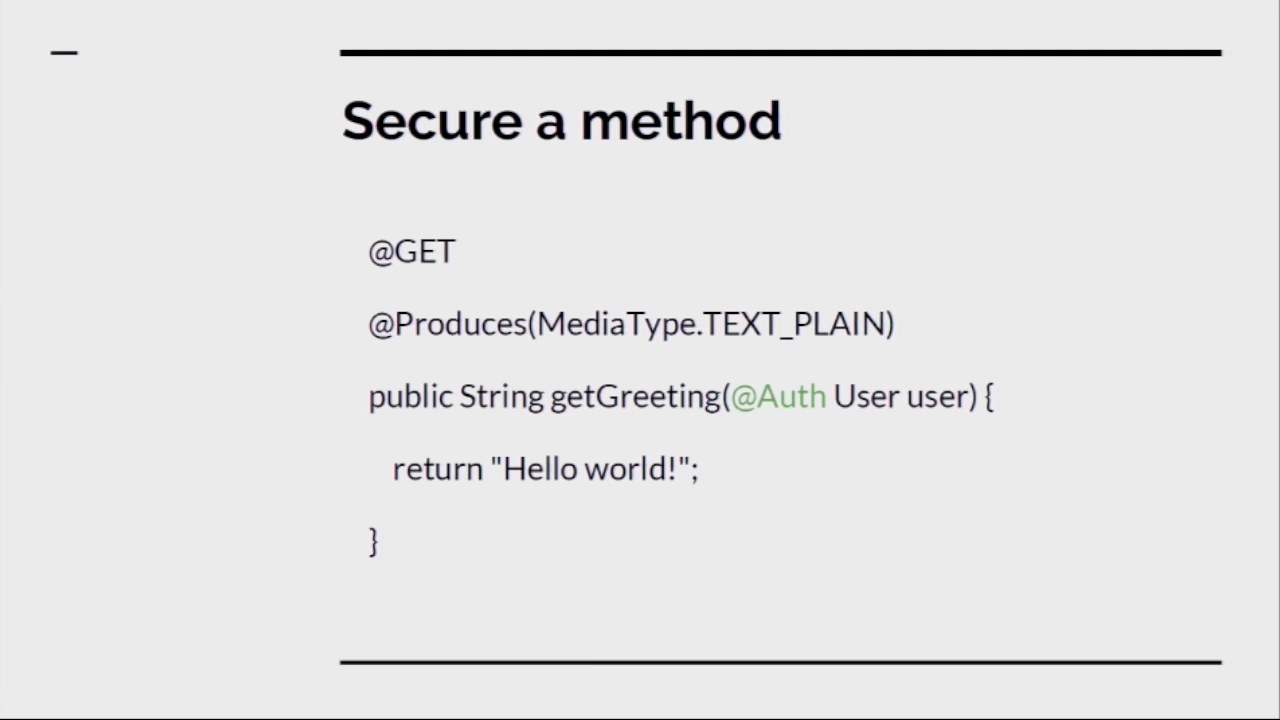 Secure a method
@GET
@Produces(MediaType.TEXT_PLAIN)
public String getGreeting(@Auth User user) {
return "Hello world!";
}